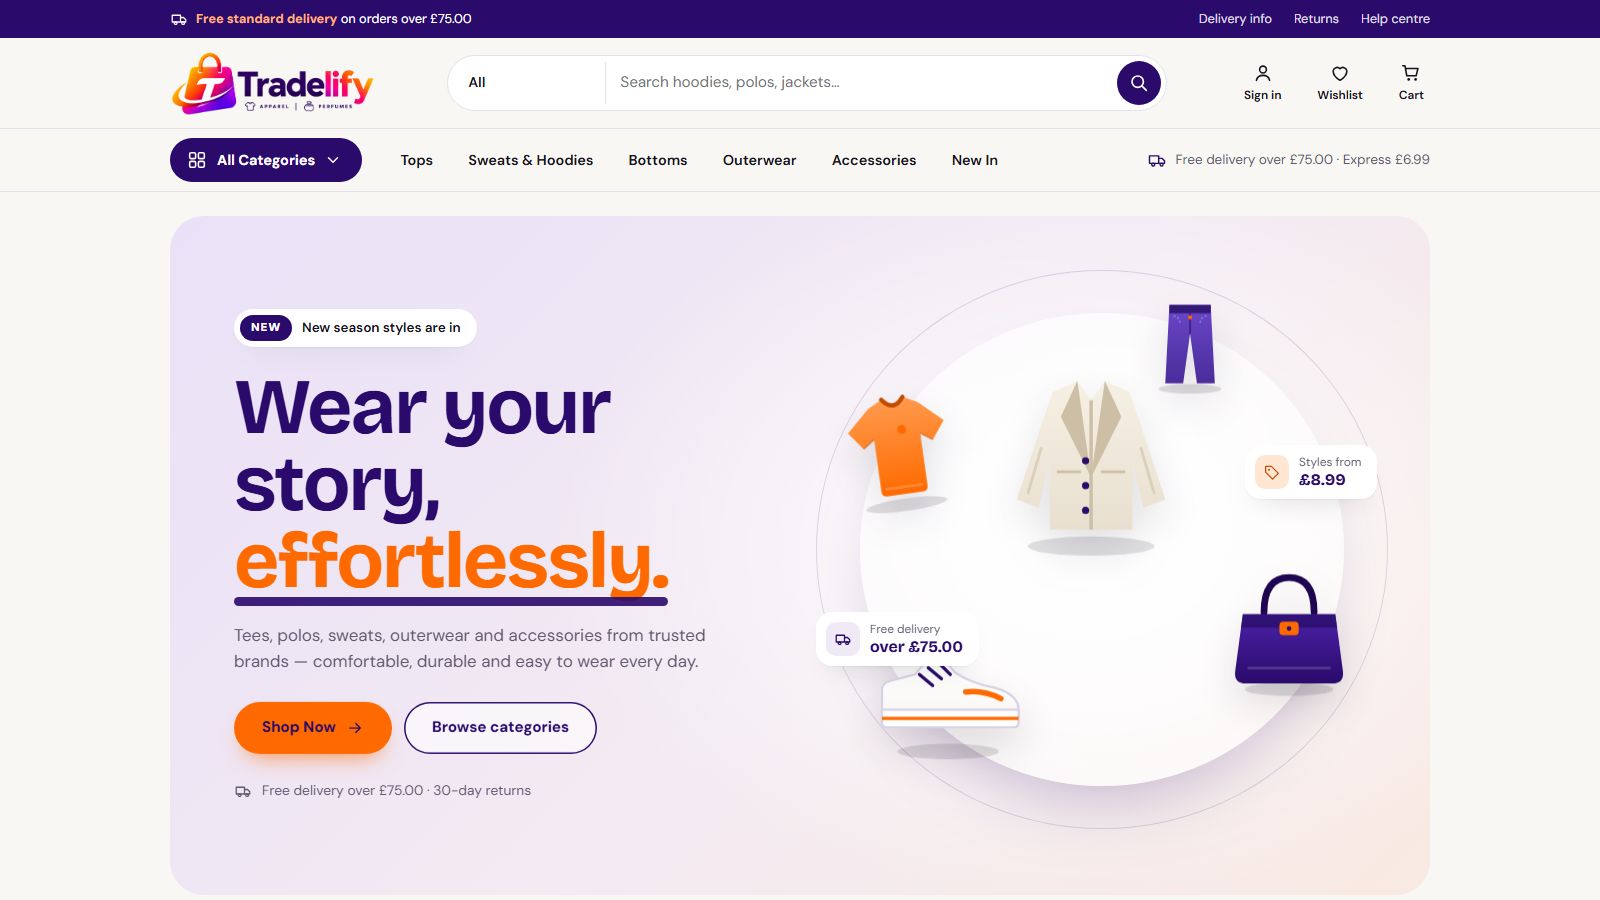 Free standard delivery on orders over £75.00
Delivery info
Returns
Help centre
Tradelify
APPAREL | PERFUMES
All
Search hoodies, polos, jackets...
Sign in
Wishlist
Cart
All Categories
Tops
Sweats & Hoodies
Bottoms
Outerwear
Accessories
New In
Free delivery over £75.00 · Express £6.99
NEW New season styles are in
Wear your
story,
effortlessly.
Tees, polos, sweats, outerwear and accessories from trusted
brands — comfortable, durable and easy to wear every day.
Shop Now
Browse categories
Free delivery over £75.00 · 30-day returns
Styles from
£8.99
Free delivery
over £75.00